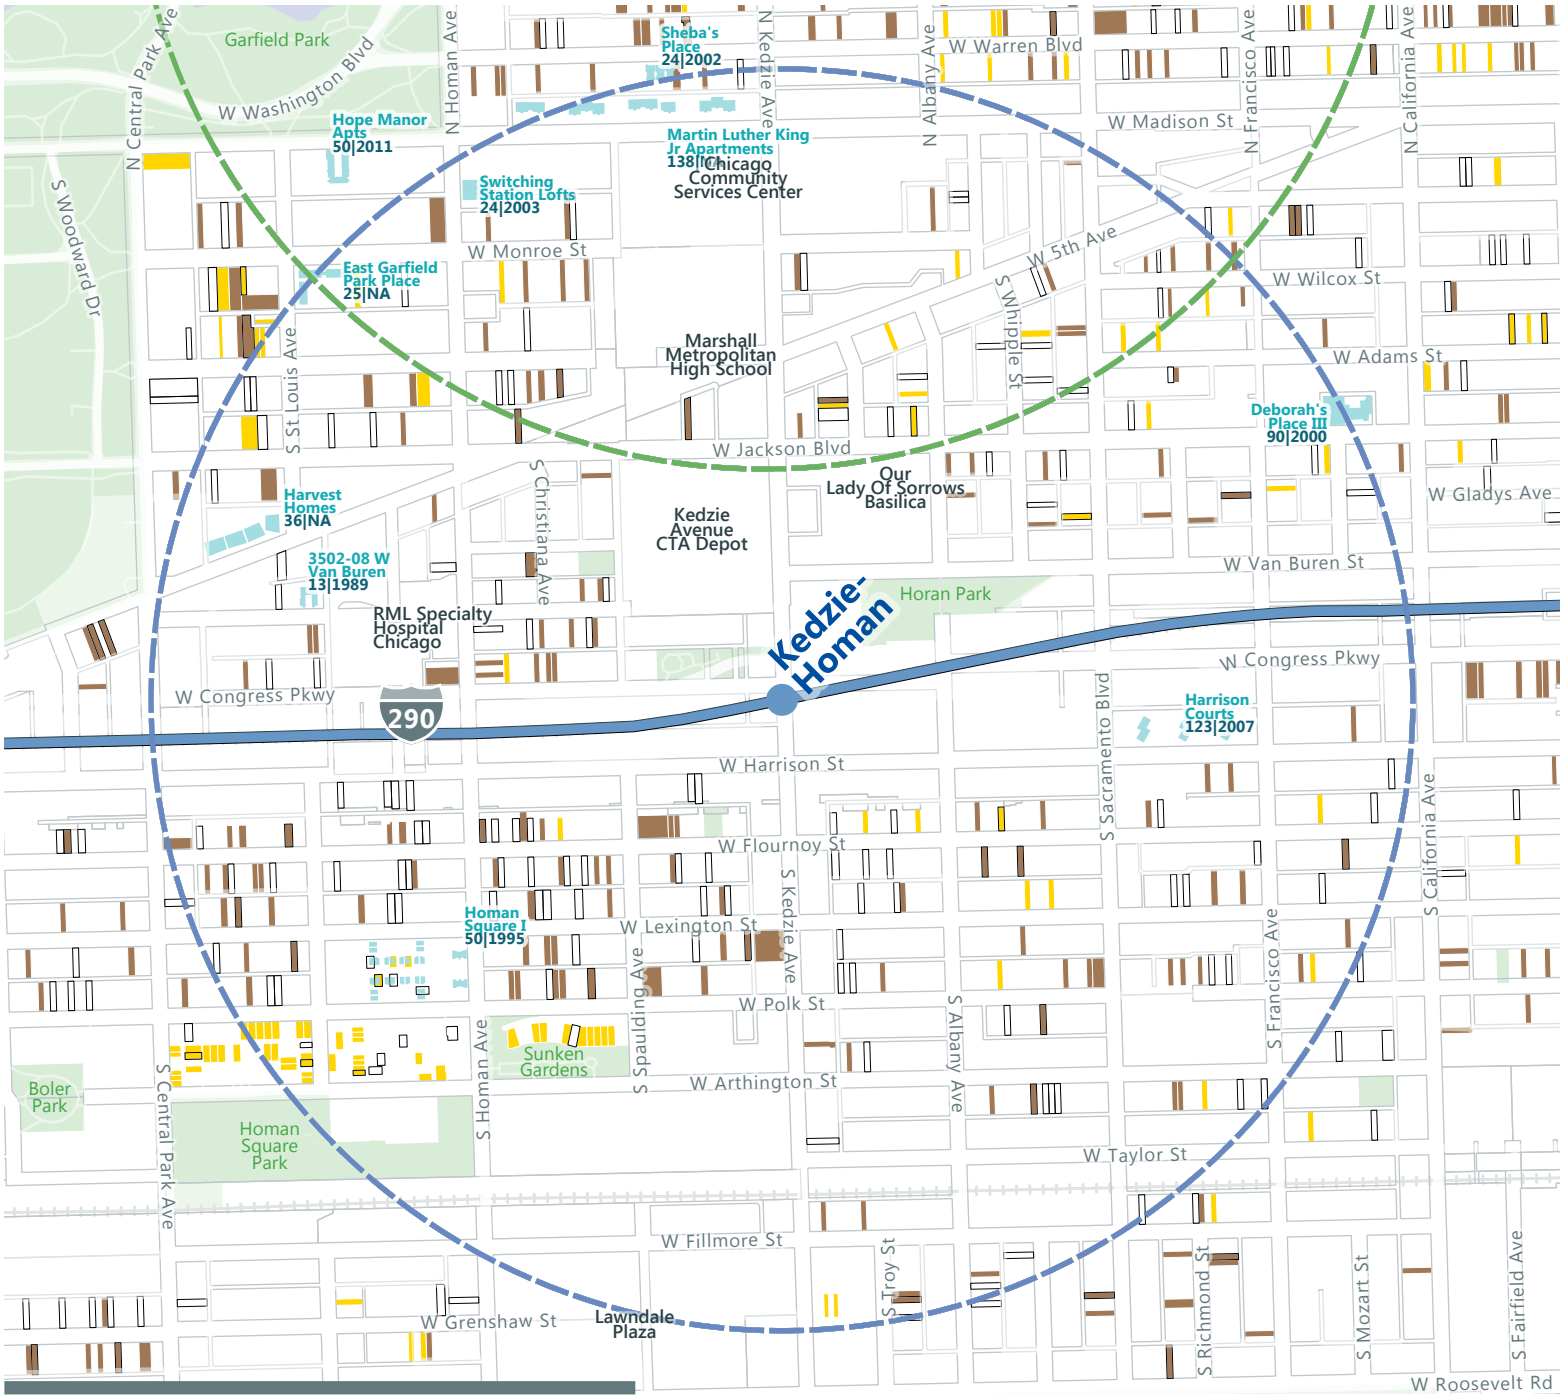 Garfield Park
W Washington Blvd
N Central Park Ave
N Homan Ave
Sheba's
Place
24|2002
N Kedzie Ave
N Albany Ave
W Warren Blvd
N Francisco Ave
N California Ave
W Madison St
Hope Manor
Apts
50|2011
Martin Luther King
Jr Apartments
138|NA
Chicago
Community
Services Center
Switching
Station Lofts
24|2003
S Woodward Dr
W Monroe St
W 5th Ave
W Wilcox St
East Garfield
Park Place
25|NA
S Whipple St
S St Louis Ave
Marshall
Metropolitan
High School
W Adams St
Deborah's
Place III
90|2000
W Jackson Blvd
Our
Lady Of Sorrows
Basilica
W Gladys Ave
Harvest
Homes
36|NA
S Christiana Ave
Kedzie
Avenue
CTA Depot
3502-08 W
Van Buren
13|1989
W Van Buren St
Horan Park
Kedzie-
Homan
RML Specialty
Hospital
Chicago
W Congress Pkwy
W Congress Pkwy
290
S Sacramento Blvd
Harrison
Courts
123|2007
W Harrison St
S California Ave
W Flournoy St
S Kedzie Ave
Homan
Square I
50|1995
W Lexington St
S Spaulding Ave
S Francisco Ave
W Polk St
S Albany Ave
S Homan Ave
Sunken
Gardens
Boler
Park
S Central Park Ave
W Arthington St
Homan
Square
Park
W Taylor St
W Fillmore St
S Troy St
S Richmond St
S Mozart St
S Fairfield Ave
W Grenshaw St
Lawndale
Plaza
W Roosevelt Rd